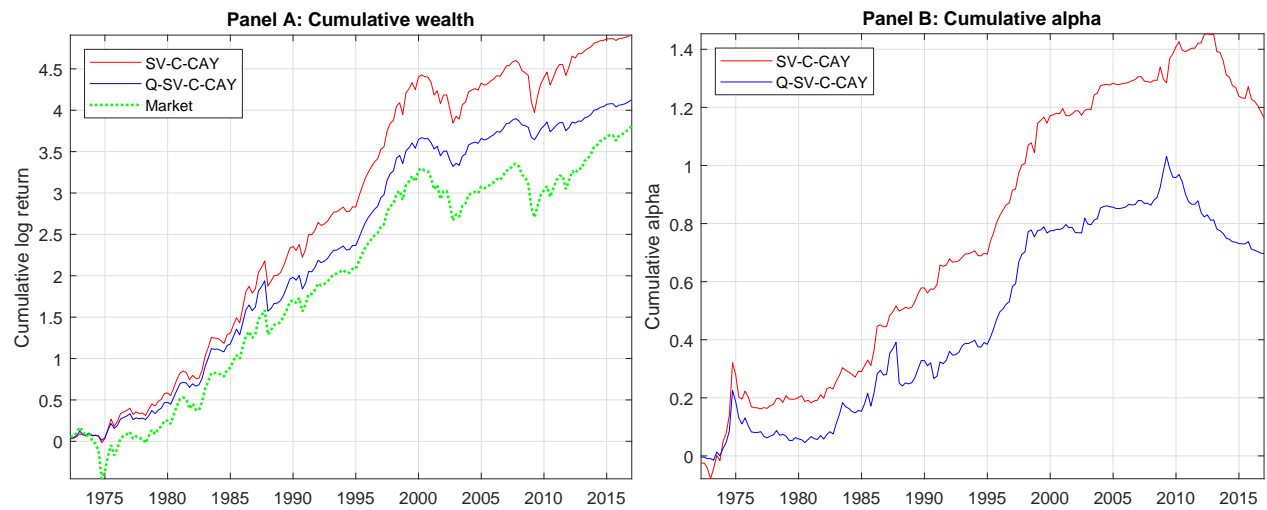 Panel A: Cumulative wealth
Cumulative log return
4.5
4
3.5
3
2.5
2
1.5
1
0.5
0
SV-C-CAY
Q-SV-C-CAY
Market
1975 1980 1985 1990 1995 2000 2005 2010 2015
Panel B: Cumulative alpha
Cumulative alpha
1.4
1.2
1
0.8
0.6
0.4
0.2
0
SV-C-CAY
Q-SV-C-CAY
1975 1980 1985 1990 1995 2000 2005 2010 2015